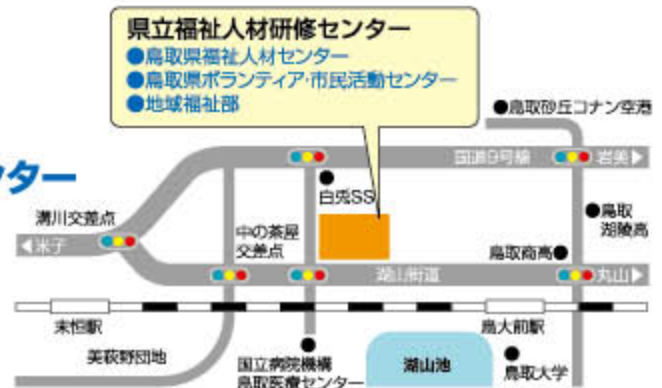 県立福祉人材研修センター
●鳥取県福祉人材センター
●鳥取県ボランティア・市民活動センター
●地域福祉部
●鳥取砂丘コナン空港
国道9号線
岩美▶
ター
白兎SS
溝川交差点
◀米子
中の茶屋
交差点
●鳥取
湖陵高
鳥取商高●
湖山街道
丸山▶
末恒駅
鳥大前駅
美萩野団地
国立病院機構
鳥取医療センター
湖山池
鳥取大学